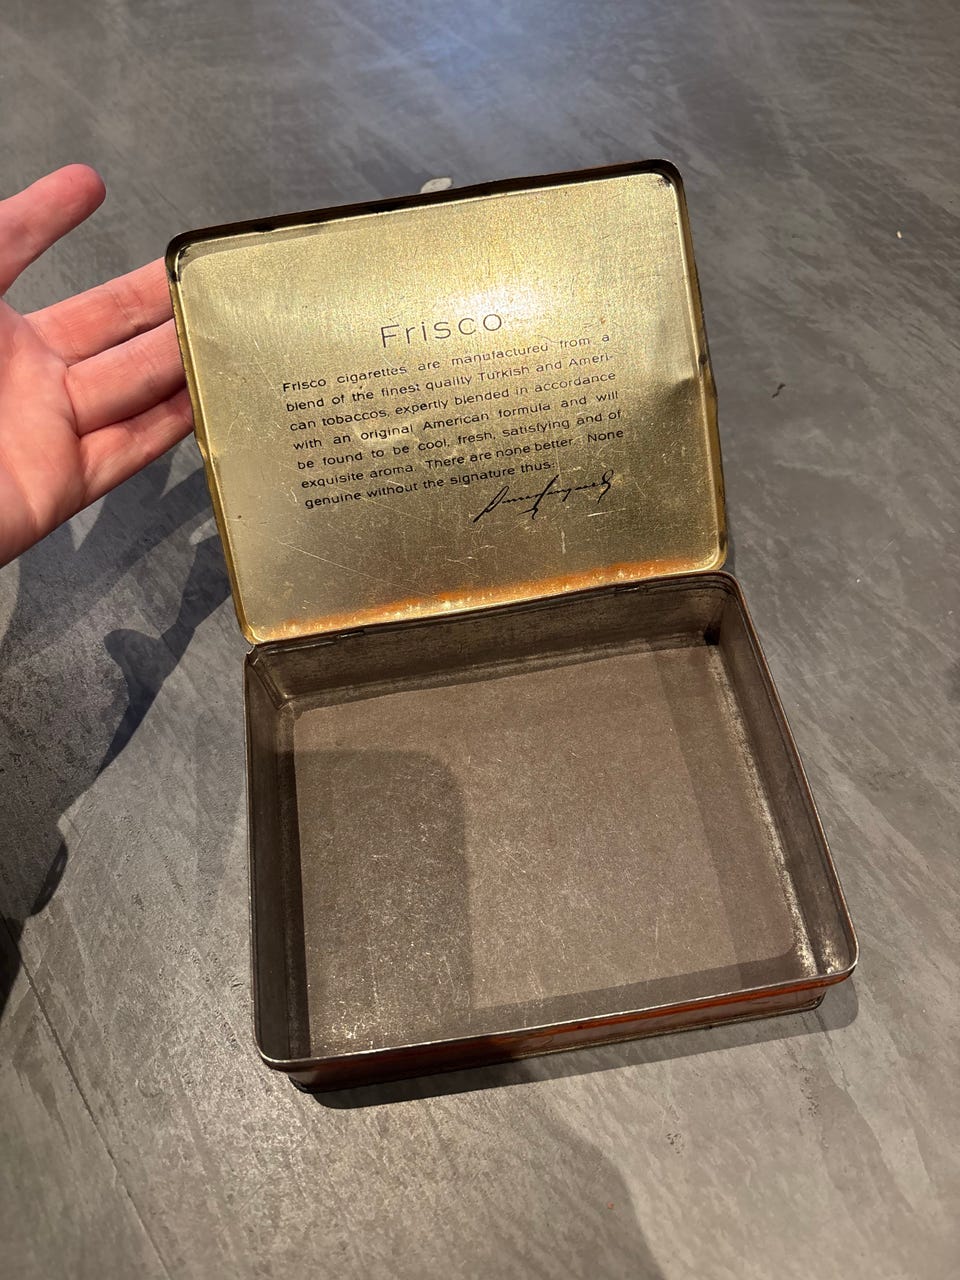 Frisco
Frisco cigarettes are manufactured from a
blend of the finest quality Turkish and Ameri-
can tobaccos, expertly blended in accordance
with an original American formula and will
be found to be cool, fresh, satisfying and of
exquisite aroma. There are none better. None
genuine without the signature thus: